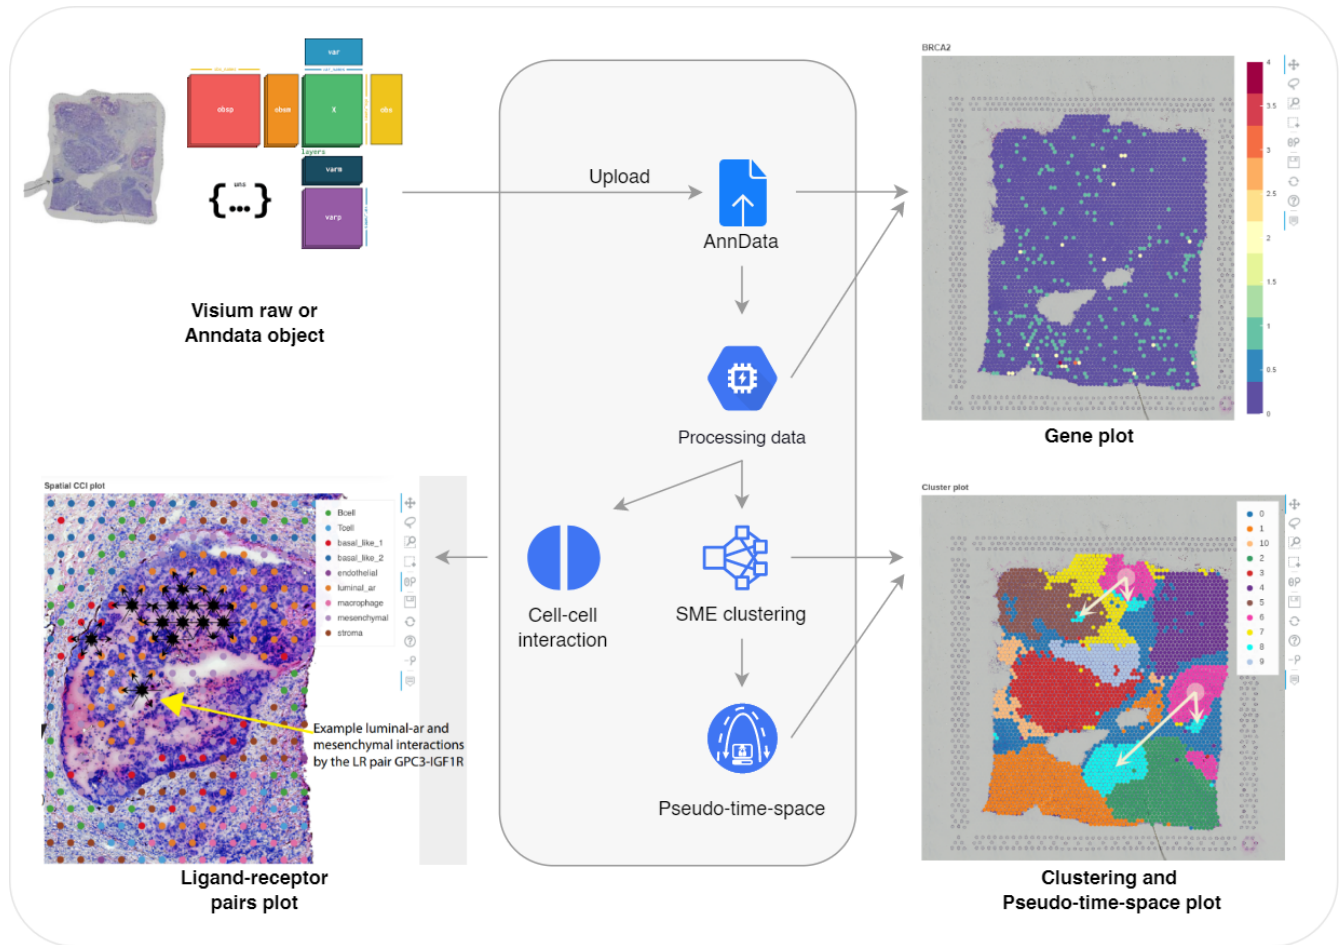 var
obsp
obsm
X
obs
layers
varm
uns
{...}
varp
Visium raw or
Anndata object
Upload
AnnData
Processing data
Cell-cell
interaction
SME clustering
Pseudo-time-space
BRCA2
4
3.5
3
2.5
2
1.5
1
0.5
0
Gene plot
Spatial CCI plot
Bcell
Tcell
basal_like_1
basal_like_2
endothelial
luminal_ar
macrophage
mesenchymal
stroma
Example luminal-ar and
mesenchymal interactions
by the LR pair GPC3-IGF1R
Ligand-receptor
pairs plot
Cluster plot
0
1
10
2
3
4
5
6
7
8
9
Clustering and
Pseudo-time-space plot